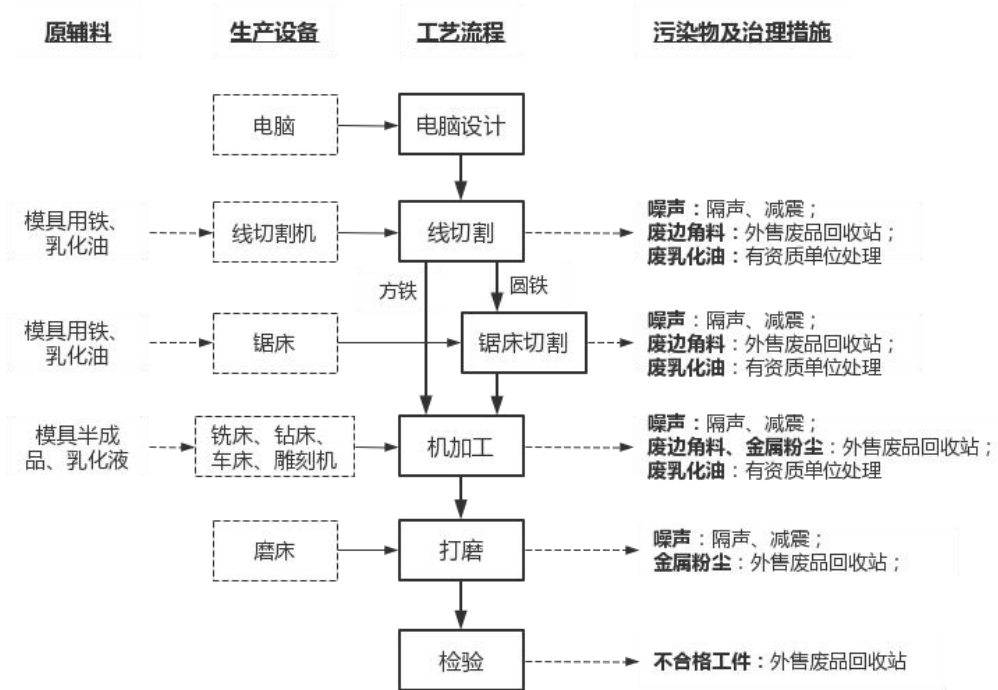 原辅料
生产设备
工艺流程
污染物及治理措施
电脑
电脑设计
模具用铁、
乳化油
线切割机
线切割
噪声：隔声、减震；
废边角料：外售废品回收站；
废乳化油：有资质单位处理
方铁
圆铁
模具用铁、
乳化油
锯床
锯床切割
噪声：隔声、减震；
废边角料：外售废品回收站；
废乳化油：有资质单位处理
模具半成
品、乳化液
铣床、钻床、
车床、雕刻机
机加工
噪声：隔声、减震；
废边角料、金属粉尘：外售废品回收站；
废乳化油：有资质单位处理
磨床
打磨
噪声：隔声、减震；
金属粉尘：外售废品回收站；
检验
不合格工件：外售废品回收站